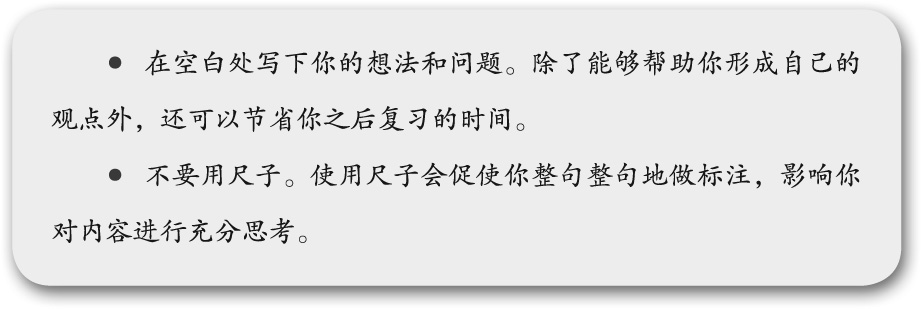 ● 在空白处写下你的想法和问题。除了能够帮助你形成自己的
观点外，还可以节省你之后复习的时间。
● 不要用尺子。使用尺子会促使你整句整句地做标注，影响你
对内容进行充分思考。